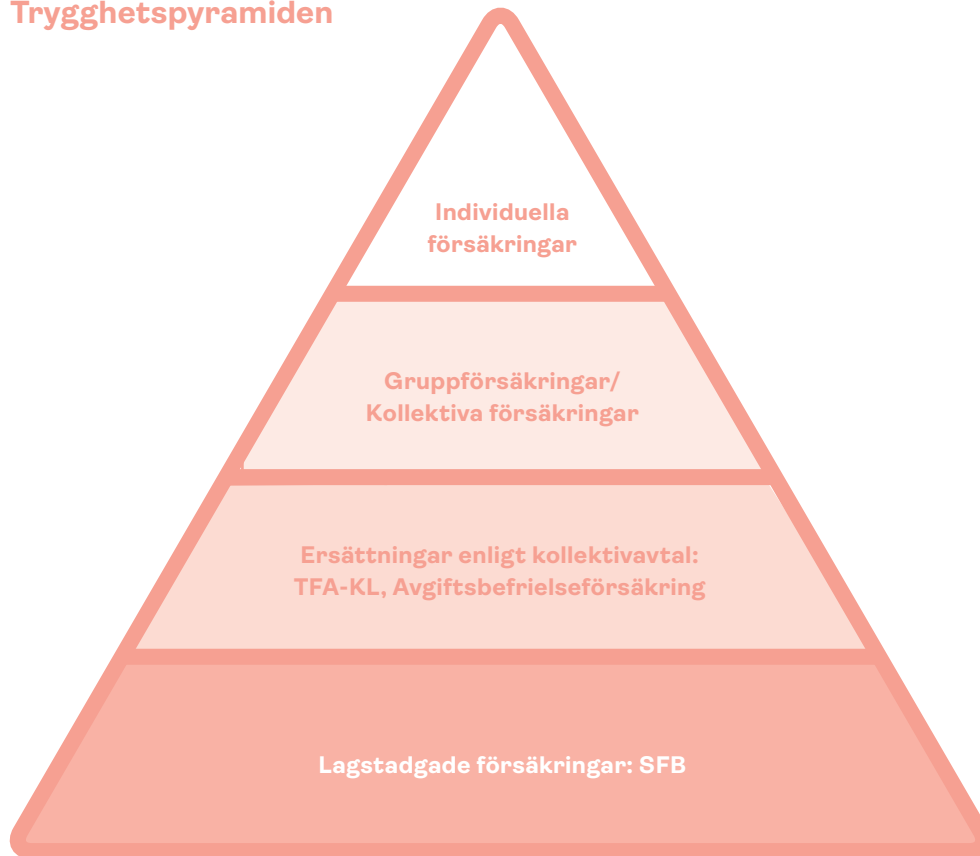 Trygghetspyramiden
Individuella
försäkringar
Gruppförsäkringar/
Kollektiva försäkringar
Ersättningar enligt kollektivavtal:
TFA-KL, Avgiftsbefrielseförsäkring
Lagstadgade försäkringar: SFB